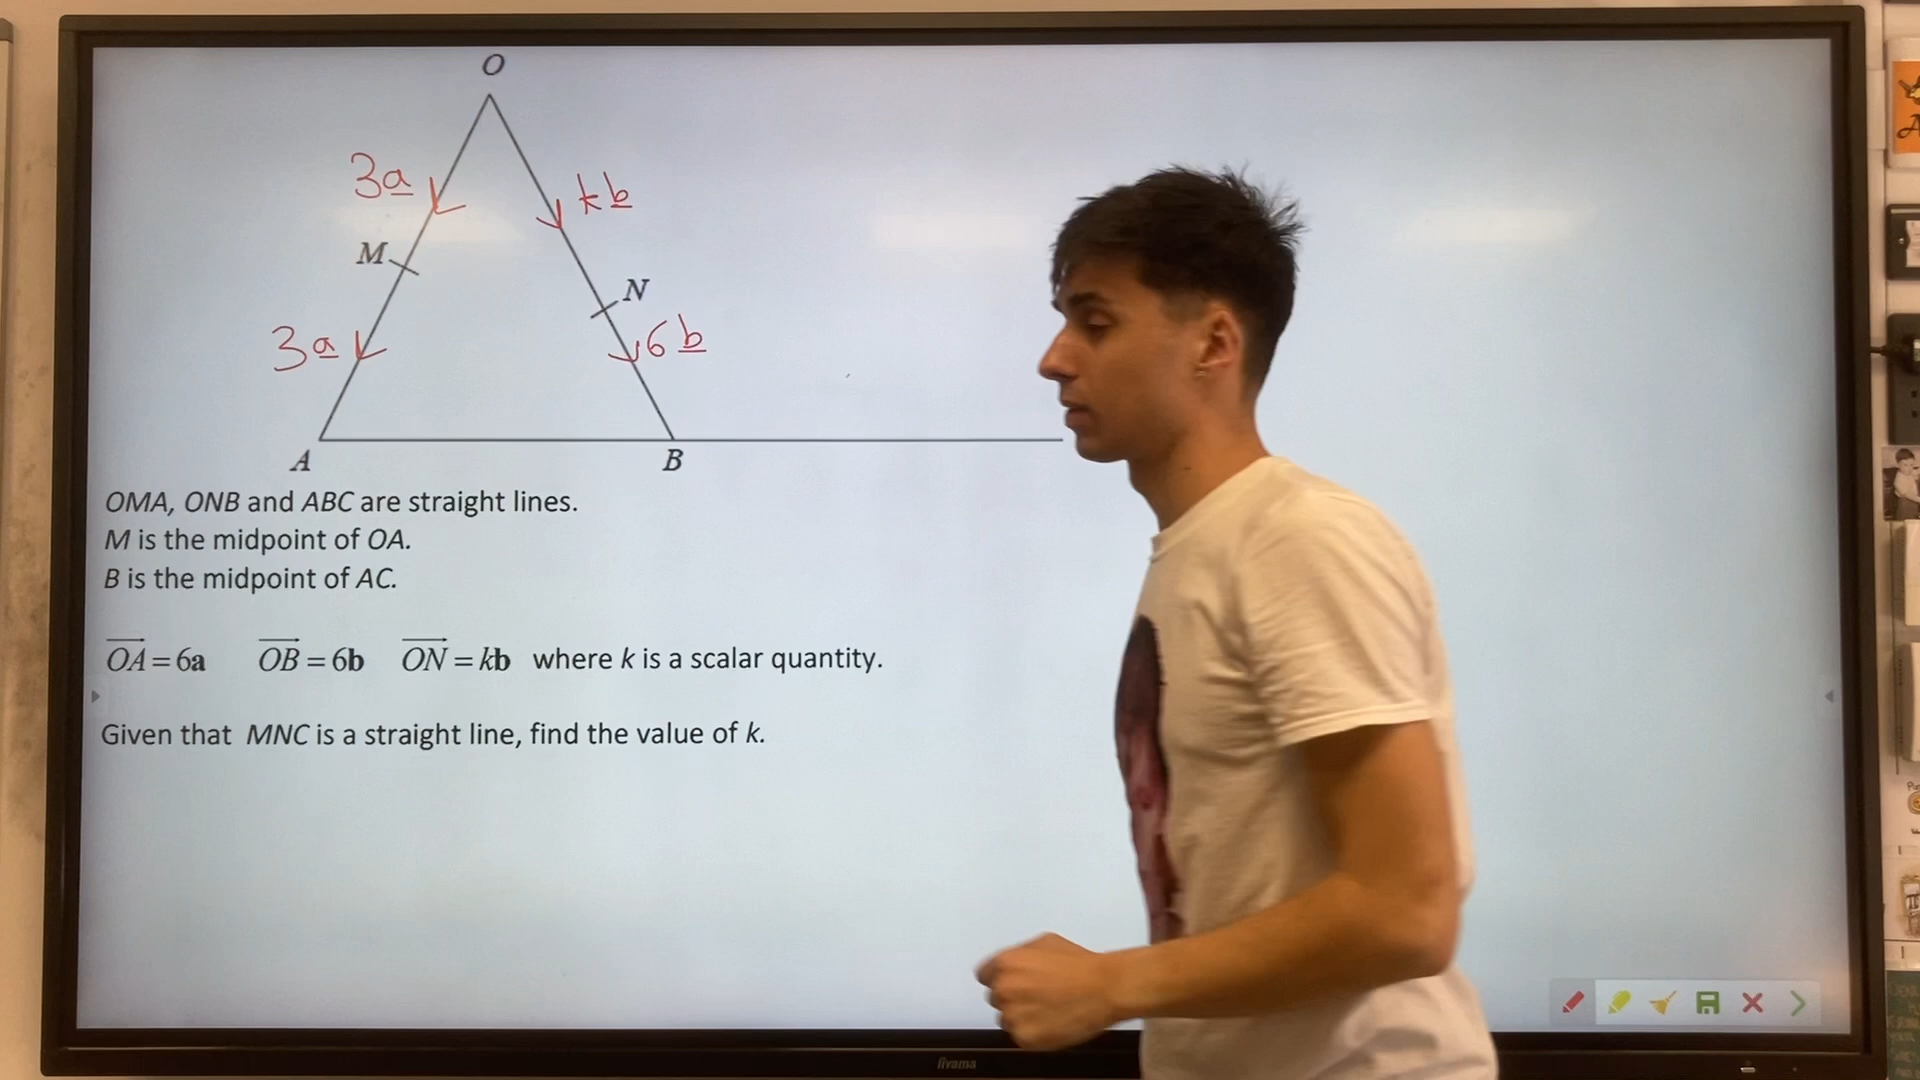 O
3a
kb
M
N
3a
6b
A
B
OMA, ONB and ABC are straight lines.
M is the midpoint of OA.
B is the midpoint of AC.
OA = 6a OB = 6b ON = kb where k is a scalar quantity.
Given that MNC is a straight line, find the value of k.
iiyama